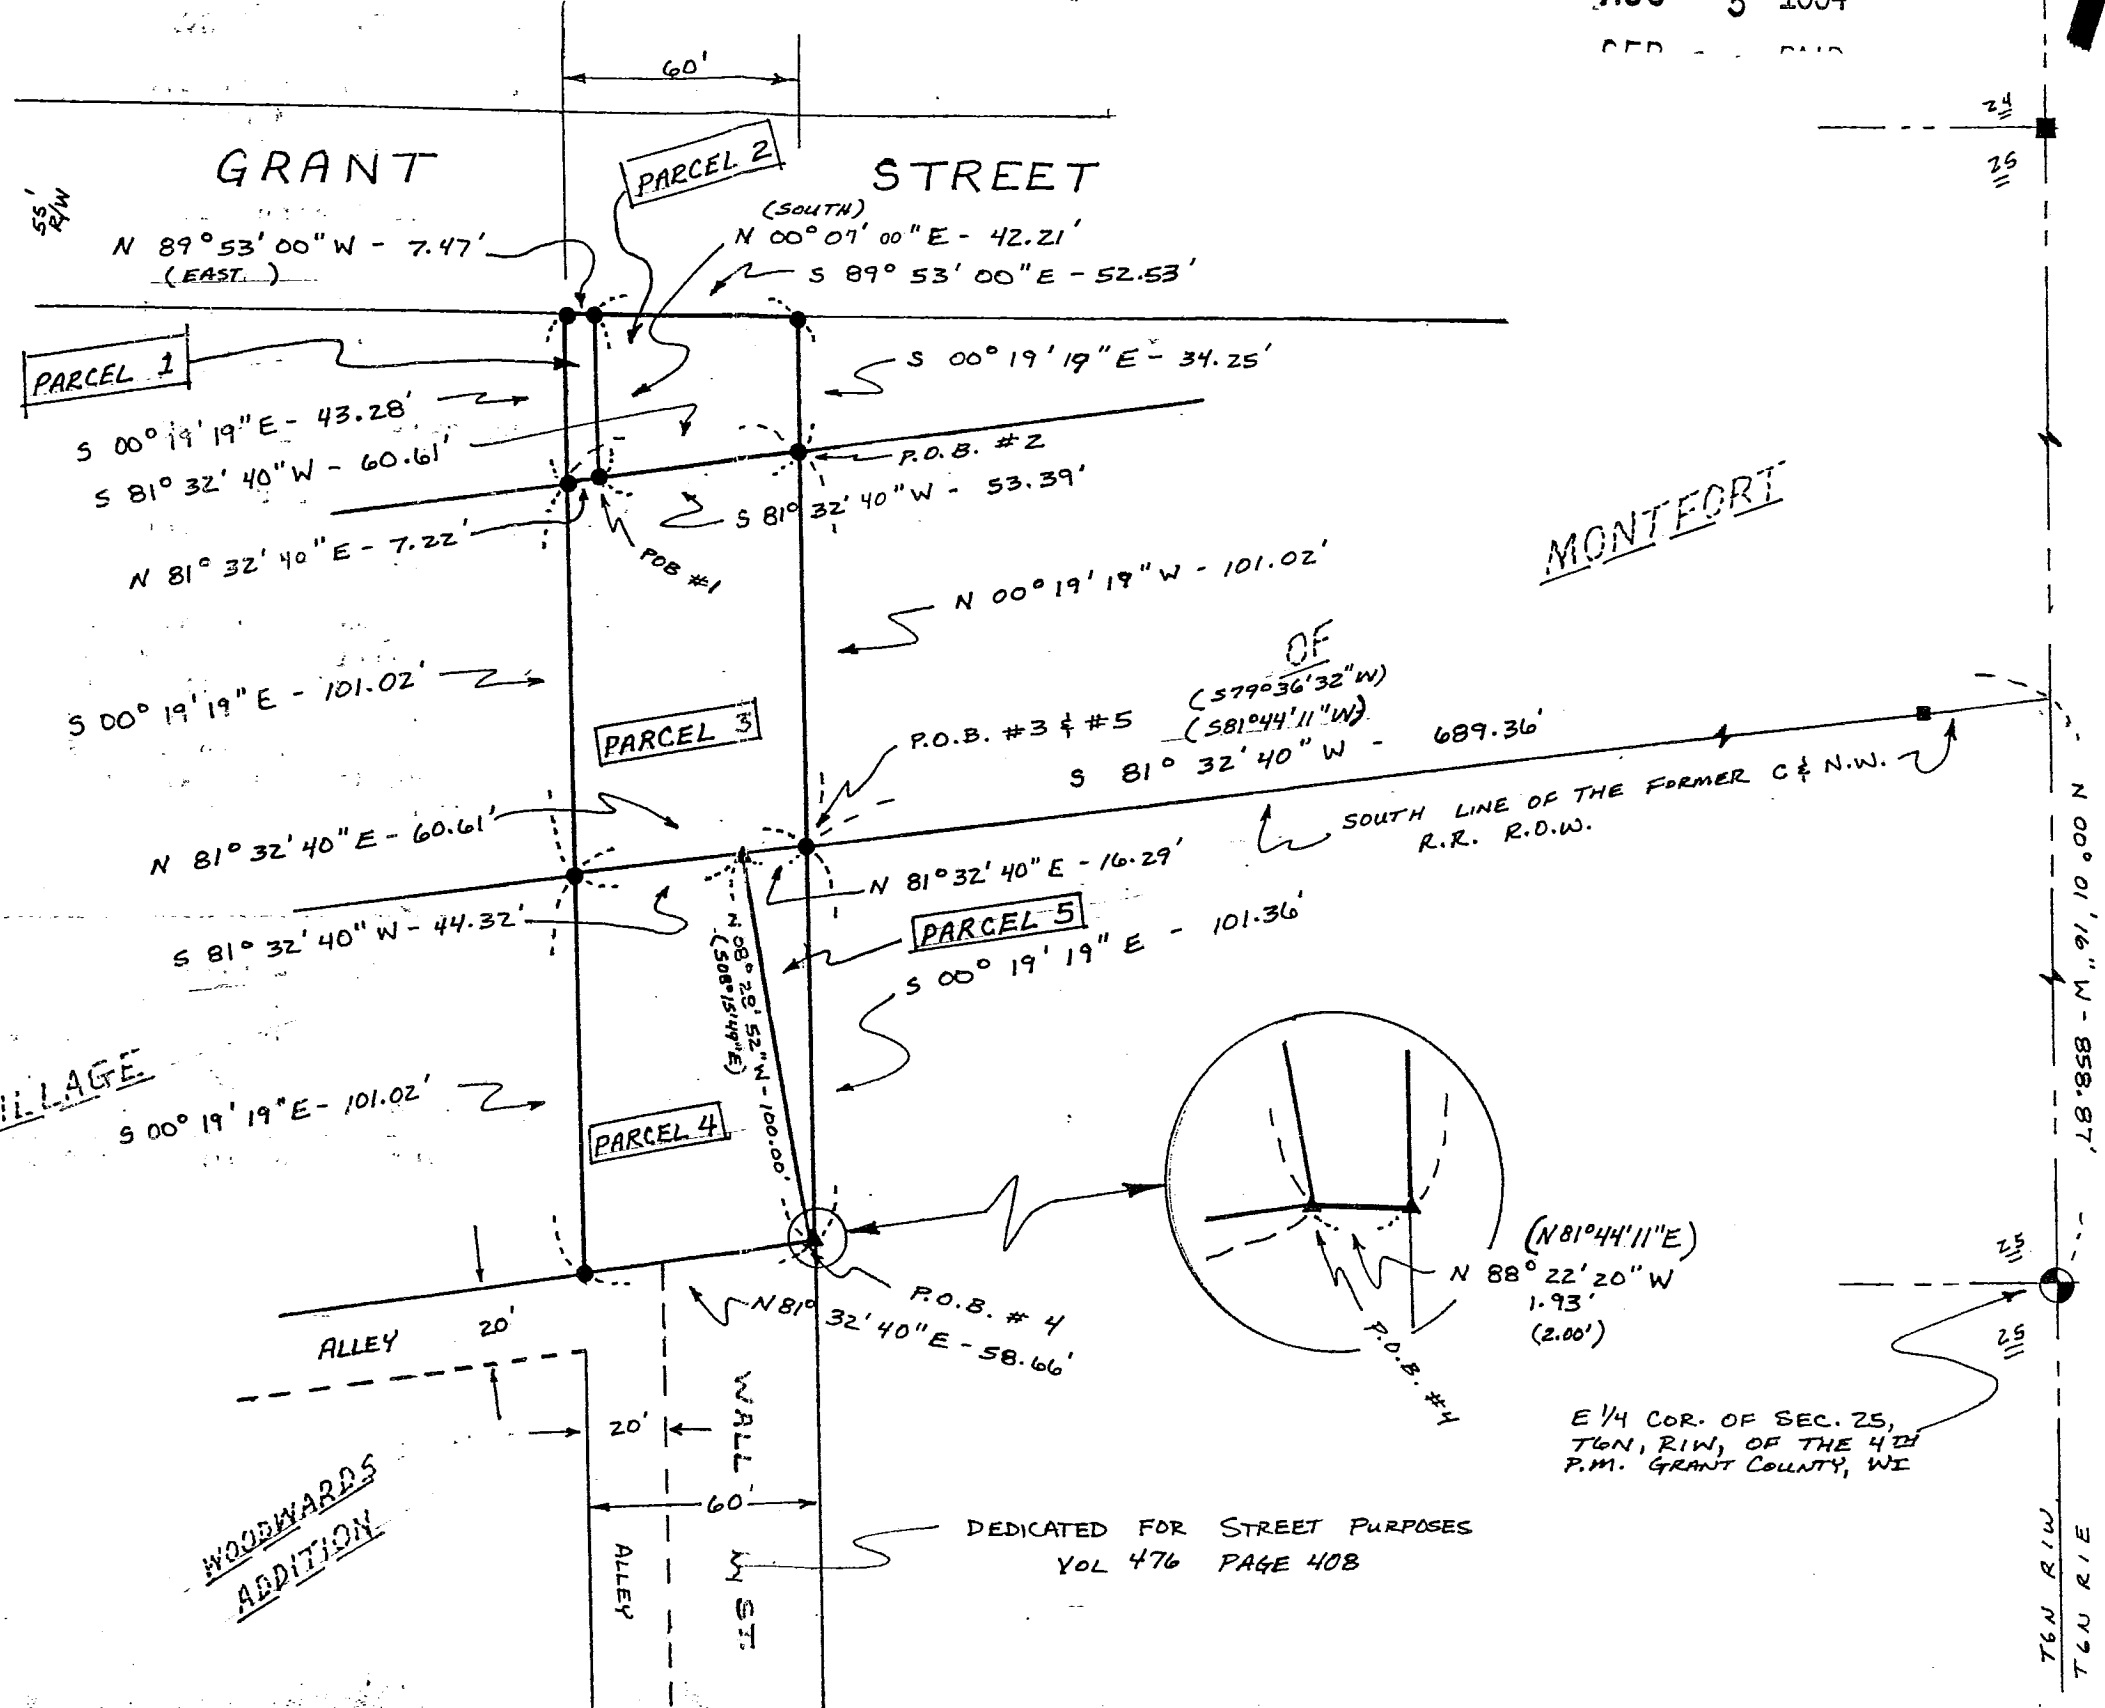 5
60'
24
25
GRANT STREET
PARCEL 2
55'
R/W
(SOUTH)
N 89° 53' 00" W - 7.47'
(EAST)
N 00° 07' 00" E - 42.21'
S 89° 53' 00" E - 52.53'
PARCEL 1
S 00° 19' 19" E - 34.25'
S 00° 19' 19" E - 43.28'
S 81° 32' 40" W - 60.61'
P.O.B. #2
S 81° 32' 40" W - 53.39'
N 81° 32' 40" E - 7.22'
POB #1
MONTFORT
N 00° 19' 19" W - 101.02'
OF
S 00° 19' 19" E - 101.02'
PARCEL 3
P.O.B. #3 & #5
(S79°36'32"W)
(S81°44'11"W)
S 81° 32' 40" W - 689.36'
SOUTH LINE OF THE FORMER C & N.W.
R.R. R.O.W.
N 00° 01' 16" W - 858.87'
N 81° 32' 40" E - 60.61'
N 81° 32' 40" E - 16.29'
S 81° 32' 40" W - 44.32'
PARCEL 5
S 00° 19' 19" E - 101.36'
N 08° 28' 52" W - 100.00'
(S08°15'49"E)
S 00° 19' 19" E - 101.02'
PARCEL 4
(N81°44'11"E)
N 88° 22' 20" W
1.93'
(2.00')
P.O.B. #4
25
25
P.O.B. # 4
N 81° 32' 40" E - 58.66'
ALLEY
20'
20'
WALL ST.
E 1/4 COR. OF SEC. 25,
T6N, R1W, OF THE 4TH
P.M. GRANT COUNTY, WI
60'
WOODWARDS
ADDITION
ALLEY
DEDICATED FOR STREET PURPOSES
VOL 476 PAGE 408
T6N R1W
T6N R1E